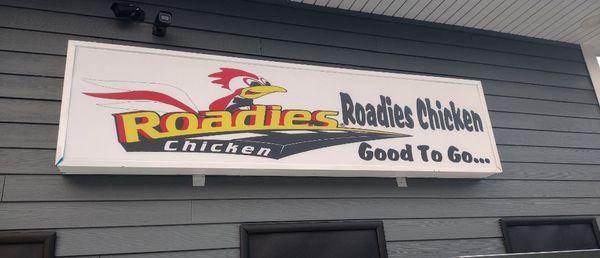 Roadies
Chicken
Roadies Chicken
Good To Go...